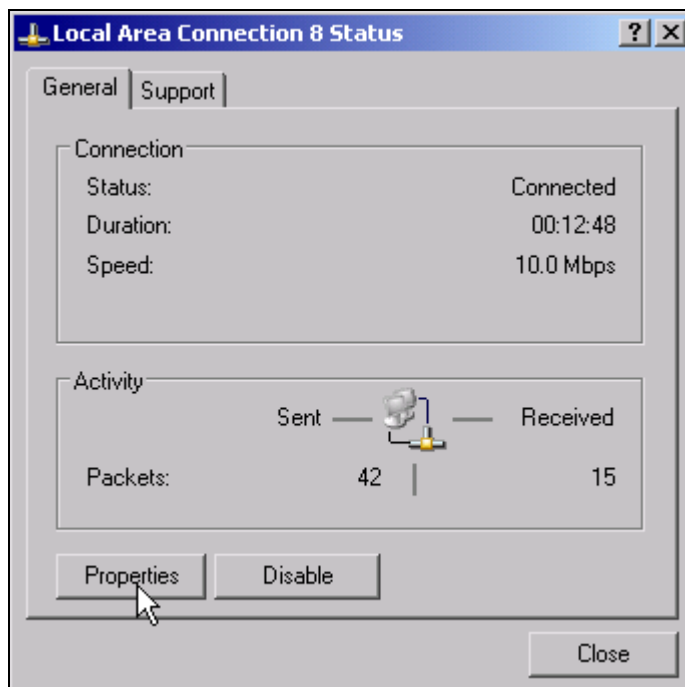 Local Area Connection 8 Status
General Support
Connection
Status: Connected
Duration: 00:12:48
Speed: 10.0 Mbps
Activity
Sent Received
Packets: 42 15
Properties Disable
Close